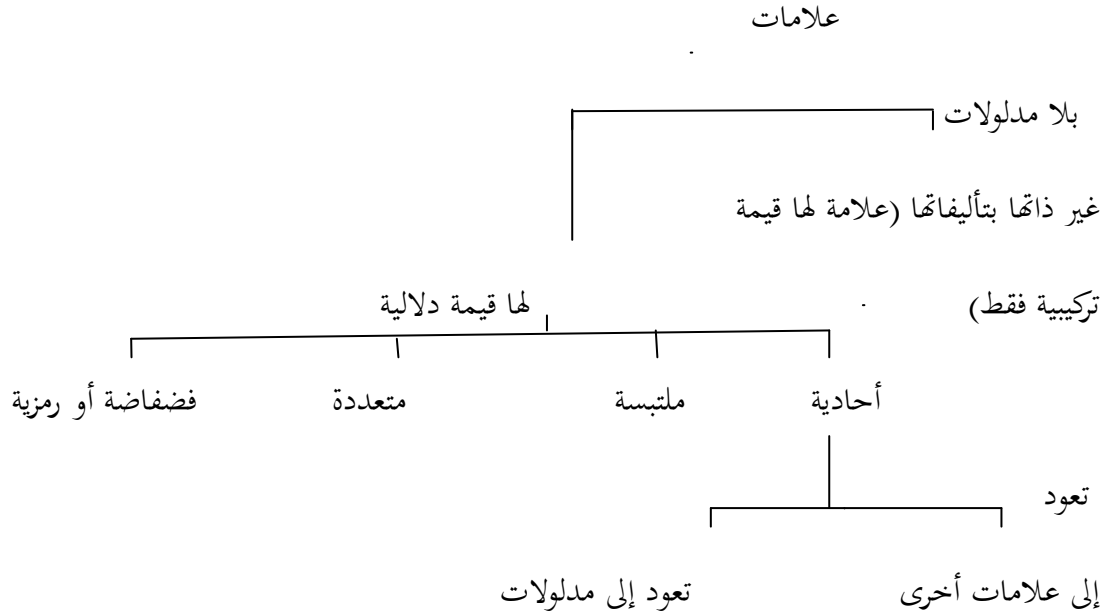 علامات
بلا مدلولات
غير ذاتها بتأليفاتها (علامة لها قيمة
تركيبية فقط)
لها قيمة دلالية
أحادية ملتبسة متعددة فضفاضة أو رمزية
تعود
إلى علامات أخرى تعود إلى مدلولات